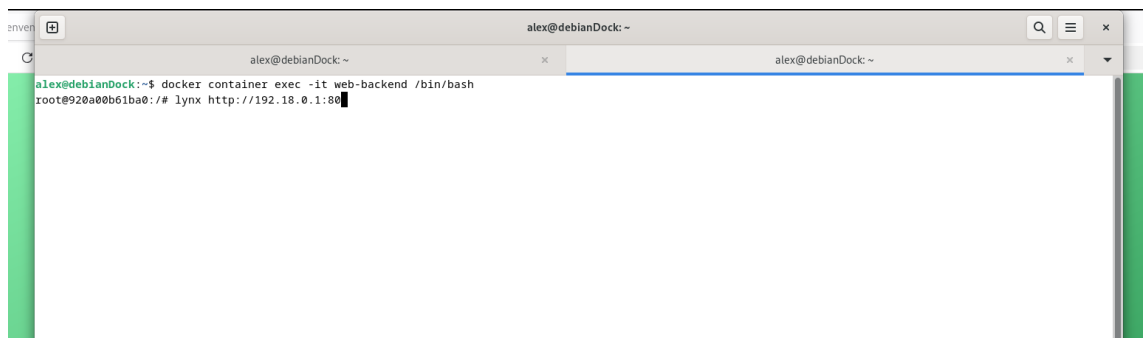 enven
alex@debianDock: ~
alex@debianDock: ~
alex@debianDock: ~
alex@debianDock:~$ docker container exec -it web-backend /bin/bash
root@920a00b61ba0:/# lynx http://192.18.0.1:80